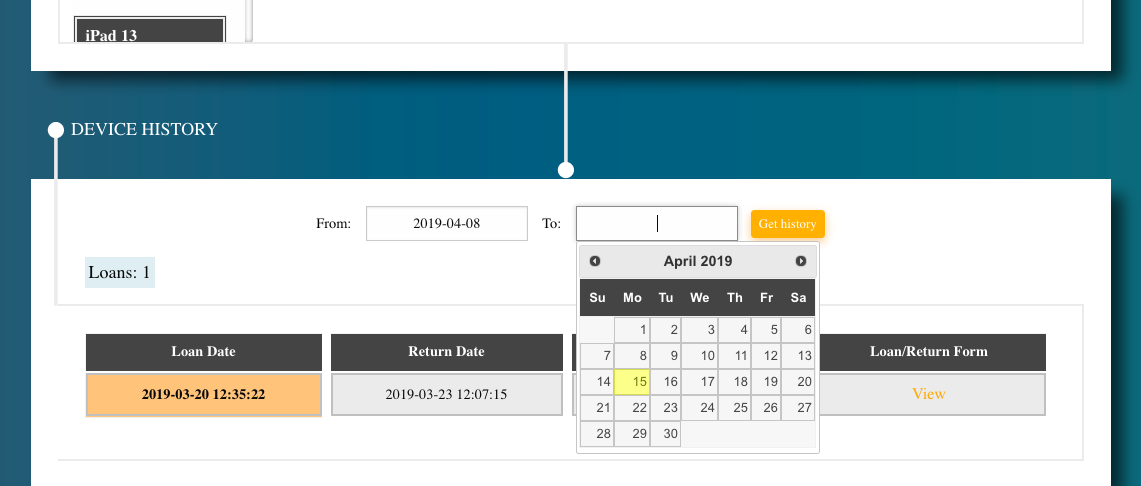 iPad 13
DEVICE HISTORY
From: 2019-04-08 To: Get history
April 2019
Loans: 1
Su Mo Tu We Th Fr Sa
1 2 3 4 5 6
7 8 9 10 11 12 13
14 15 16 17 18 19 20
21 22 23 24 25 26 27
28 29 30
Loan Date Return Date Loan/Return Form
2019-03-20 12:35:22 2019-03-23 12:07:15 View